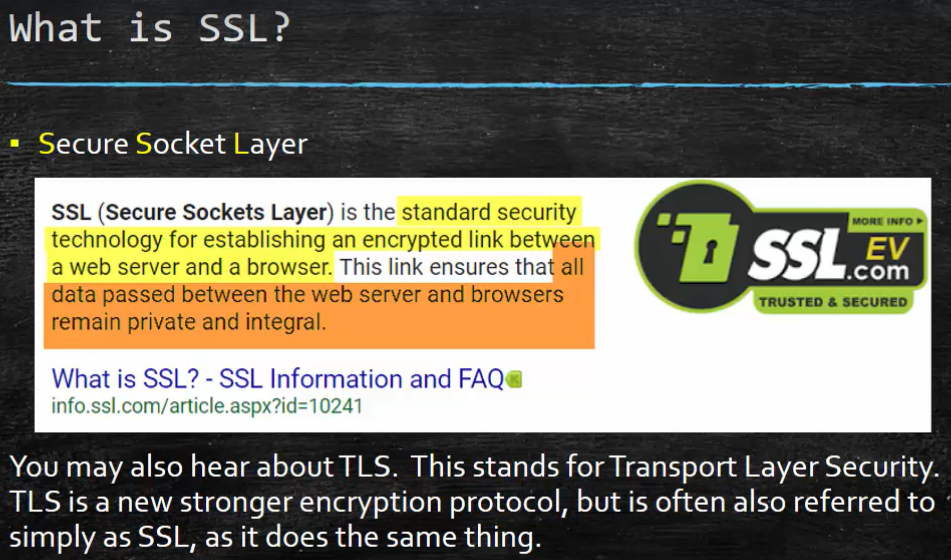 What is SSL?
▪ Secure Socket Layer
SSL (Secure Sockets Layer) is the standard security
technology for establishing an encrypted link between
a web server and a browser. This link ensures that all
data passed between the web server and browsers
remain private and integral.
MORE INFO ▸
SSL.com
EV
TRUSTED & SECURED
What is SSL? - SSL Information and FAQ
info.ssl.com/article.aspx?id=10241
You may also hear about TLS. This stands for Transport Layer Security.
TLS is a new stronger encryption protocol, but is often also referred to
simply as SSL, as it does the same thing.